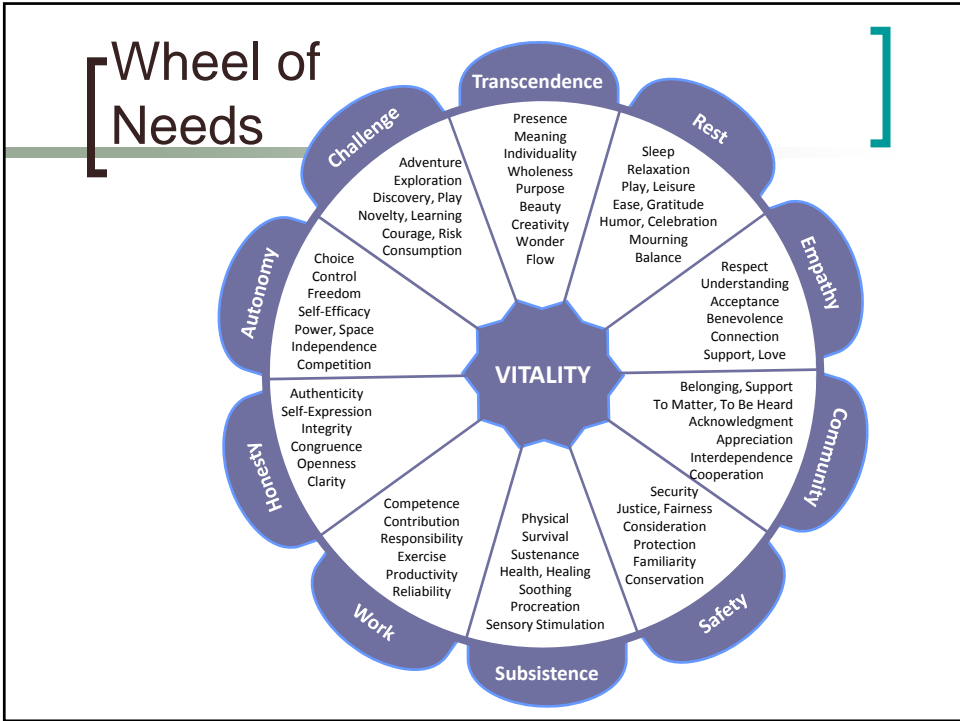 Wheel of
Needs
Transcendence
Presence
Meaning
Individuality
Wholeness
Purpose
Beauty
Creativity
Wonder
Flow
Rest
Sleep
Relaxation
Play, Leisure
Ease, Gratitude
Humor, Celebration
Mourning
Balance
Empathy
Respect
Understanding
Acceptance
Benevolence
Connection
Support, Love
Community
Belonging, Support
To Matter, To Be Heard
Acknowledgment
Appreciation
Interdependence
Cooperation
Safety
Security
Justice, Fairness
Consideration
Protection
Familiarity
Conservation
Subsistence
Physical
Survival
Sustenance
Health, Healing
Soothing
Procreation
Sensory Stimulation
Work
Competence
Contribution
Responsibility
Exercise
Productivity
Reliability
Honesty
Authenticity
Self-Expression
Integrity
Congruence
Openness
Clarity
Autonomy
Choice
Control
Freedom
Self-Efficacy
Power, Space
Independence
Competition
Challenge
Adventure
Exploration
Discovery, Play
Novelty, Learning
Courage, Risk
Consumption
VITALITY